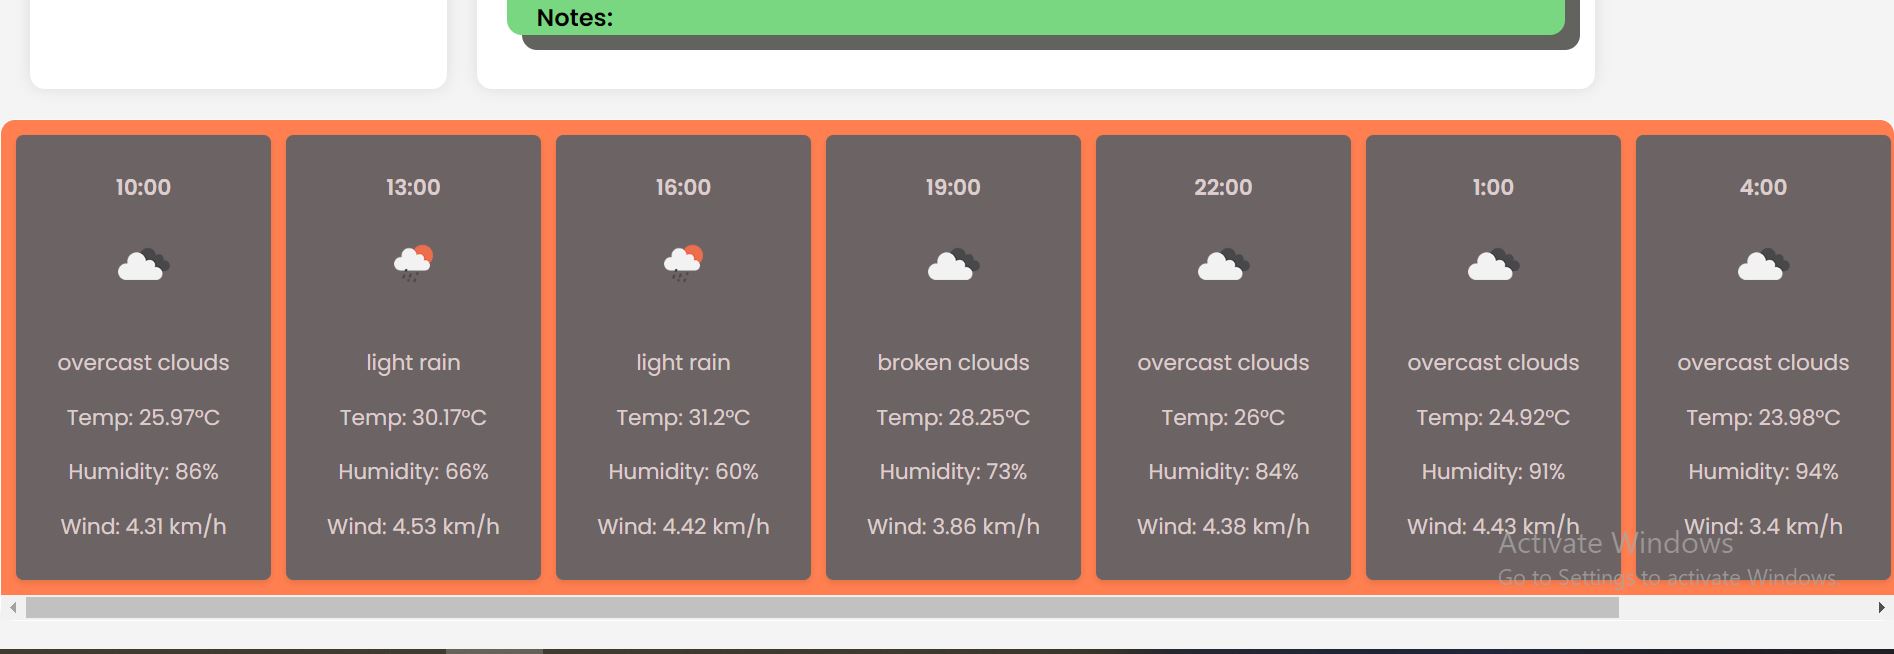 Notes:
10:00
overcast clouds
Temp: 25.97°C
Humidity: 86%
Wind: 4.31 km/h
13:00
light rain
Temp: 30.17°C
Humidity: 66%
Wind: 4.53 km/h
16:00
light rain
Temp: 31.2°C
Humidity: 60%
Wind: 4.42 km/h
19:00
broken clouds
Temp: 28.25°C
Humidity: 73%
Wind: 3.86 km/h
22:00
overcast clouds
Temp: 26°C
Humidity: 84%
Wind: 4.38 km/h
1:00
overcast clouds
Temp: 24.92°C
Humidity: 91%
Wind: 4.43 km/h
4:00
overcast clouds
Temp: 23.98°C
Humidity: 94%
Wind: 3.4 km/h
Activate Windows
Go to Settings to activate Windows.